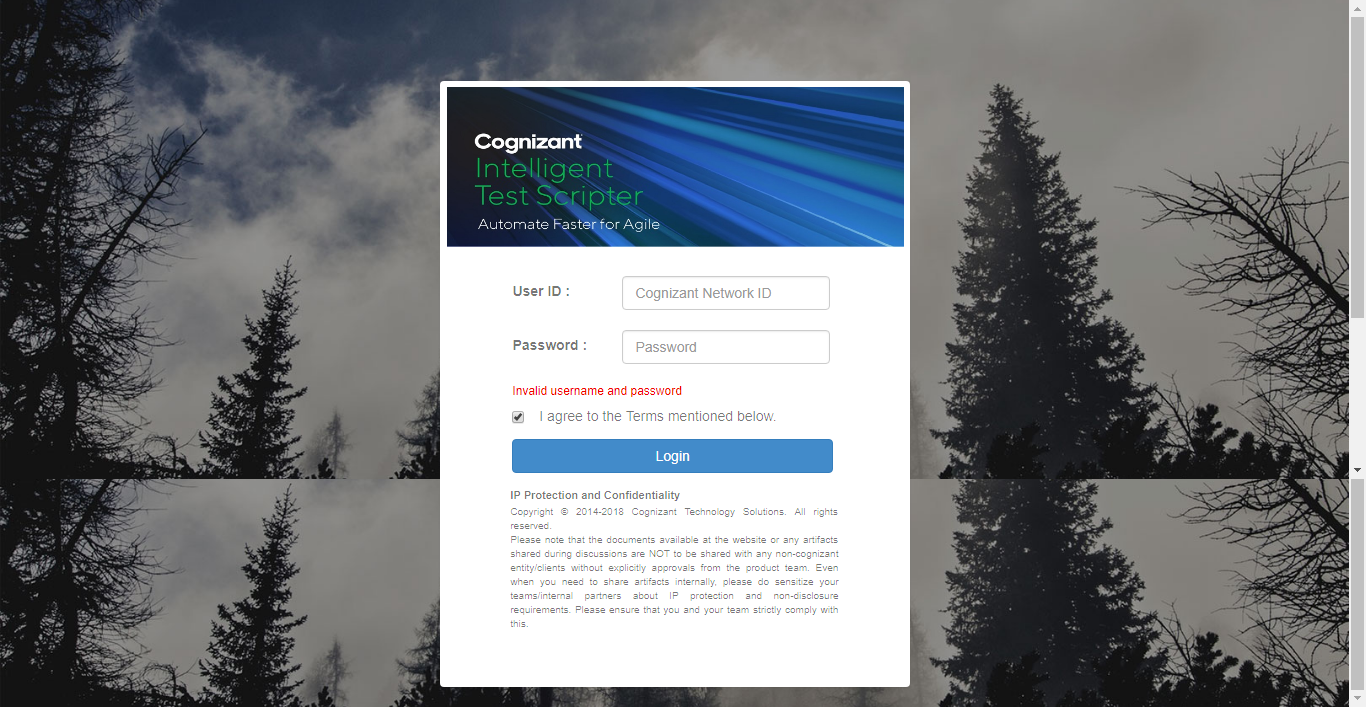 Cognizant
Intelligent
Test Scripter
Automate Faster for Agile
User ID : Cognizant Network ID
Password : Password
Invalid username and password
I agree to the Terms mentioned below.
Login
IP Protection and Confidentiality
Copyright © 2014-2018 Cognizant Technology Solutions. All rights
reserved.
Please note that the documents available at the website or any artifacts
shared during discussions are NOT to be shared with any non-cognizant
entity/clients without explicitly approvals from the product team. Even
when you need to share artifacts internally, please do sensitize your
teams/internal partners about IP protection and non-disclosure
requirements. Please ensure that you and your team strictly comply with
this.